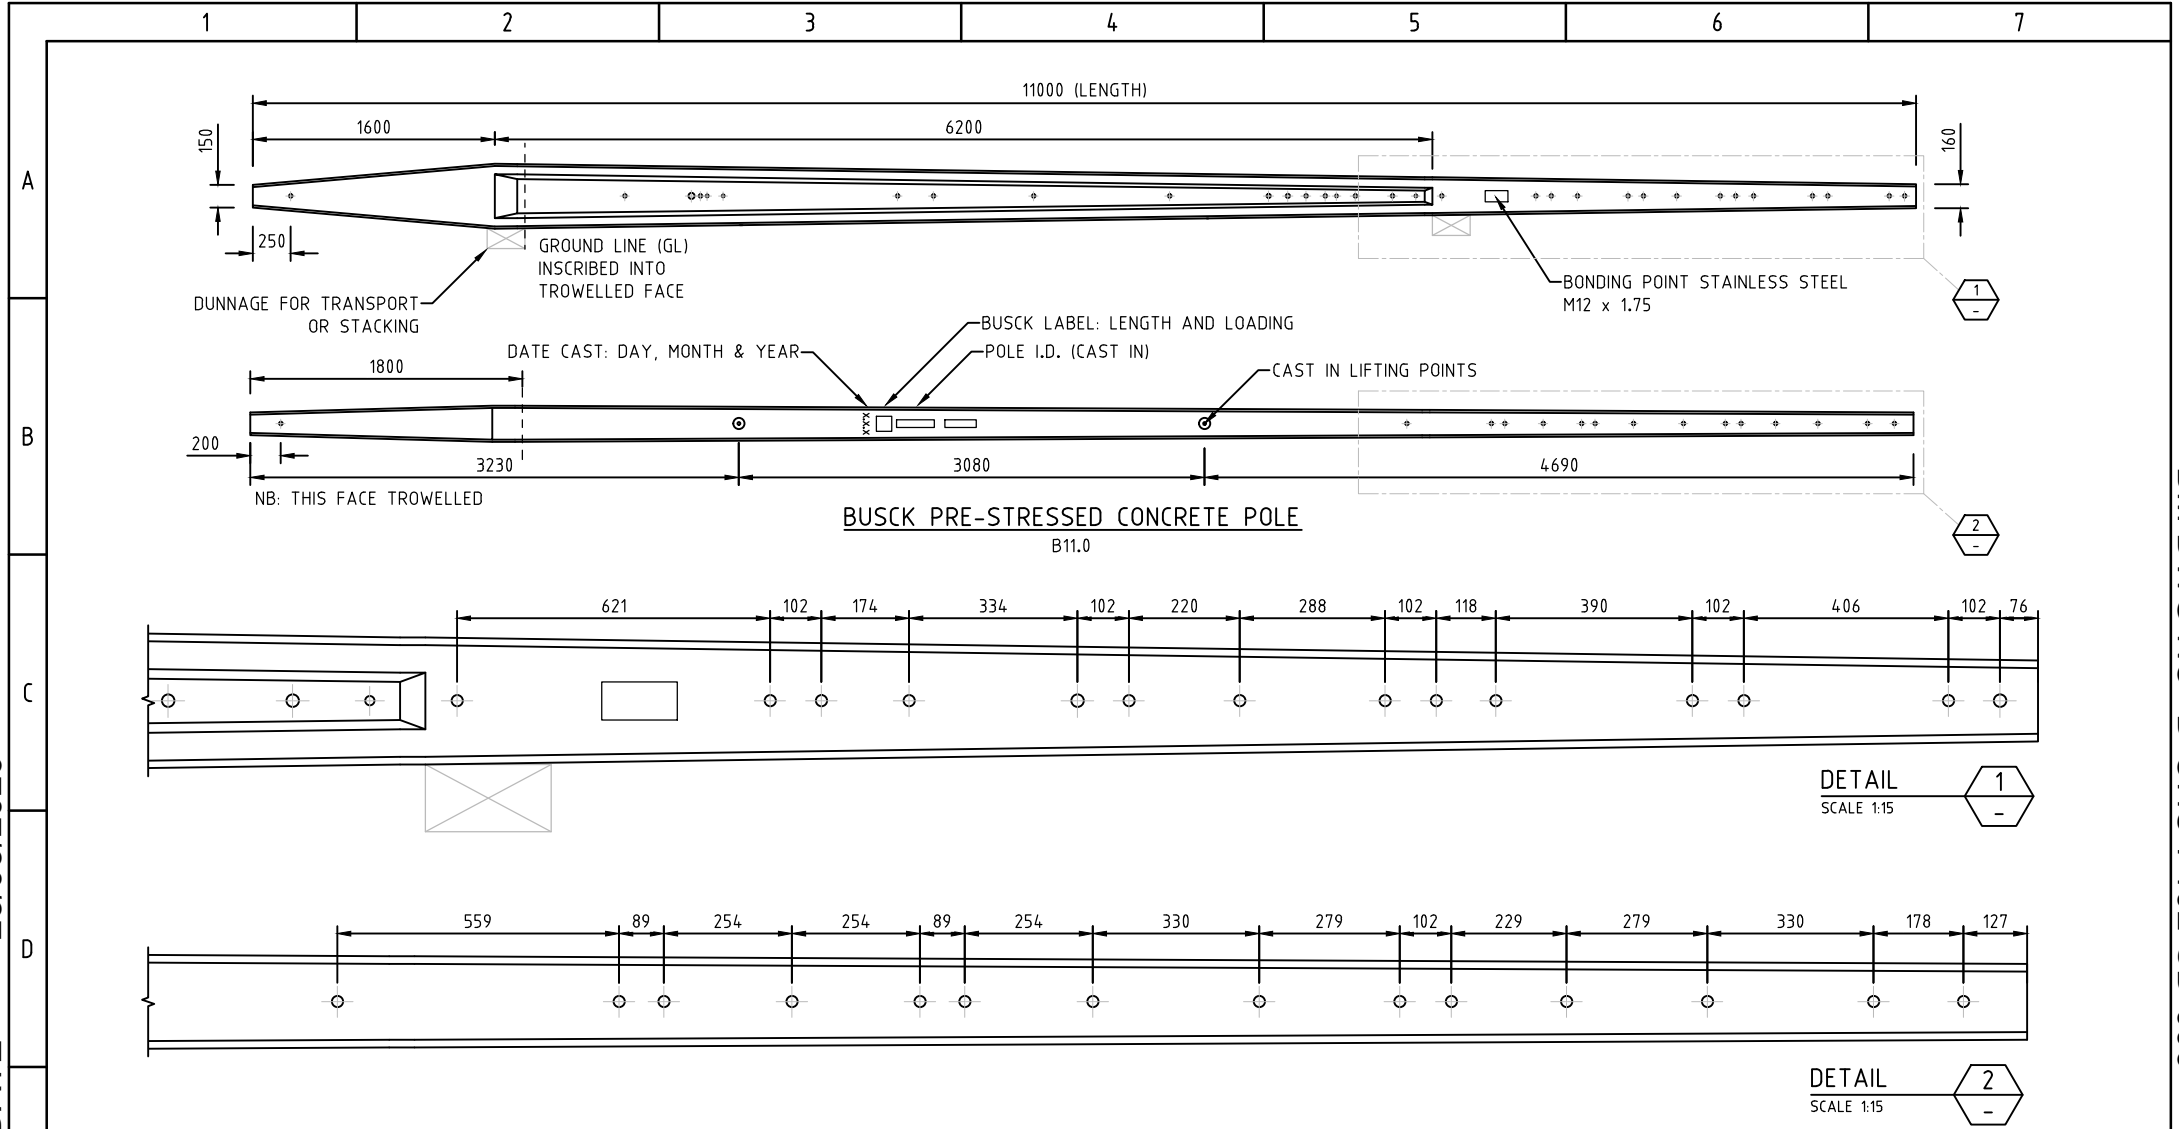 1 2 3 4 5 6 7
A
B
C
D
11000 (LENGTH)
1600
6200
150
160
250
GROUND LINE (GL)
INSCRIBED INTO
TROWELLED FACE
DUNNAGE FOR TRANSPORT
OR STACKING
BONDING POINT STAINLESS STEEL
M12 x 1.75
1
-
BUSCK LABEL: LENGTH AND LOADING
DATE CAST: DAY, MONTH & YEAR
POLE I.D. (CAST IN)
CAST IN LIFTING POINTS
1800
X.X.X
200
3230
3080
4690
NB: THIS FACE TROWELLED
2
-
BUSCK PRE-STRESSED CONCRETE POLE
B11.0
621 102 174 334 102 220 288 102 118 390 102 406 102 76
DETAIL
SCALE 1:15
1
-
559 89 254 254 89 254 330 279 102 229 279 330 178 127
DETAIL
SCALE 1:15
2
-